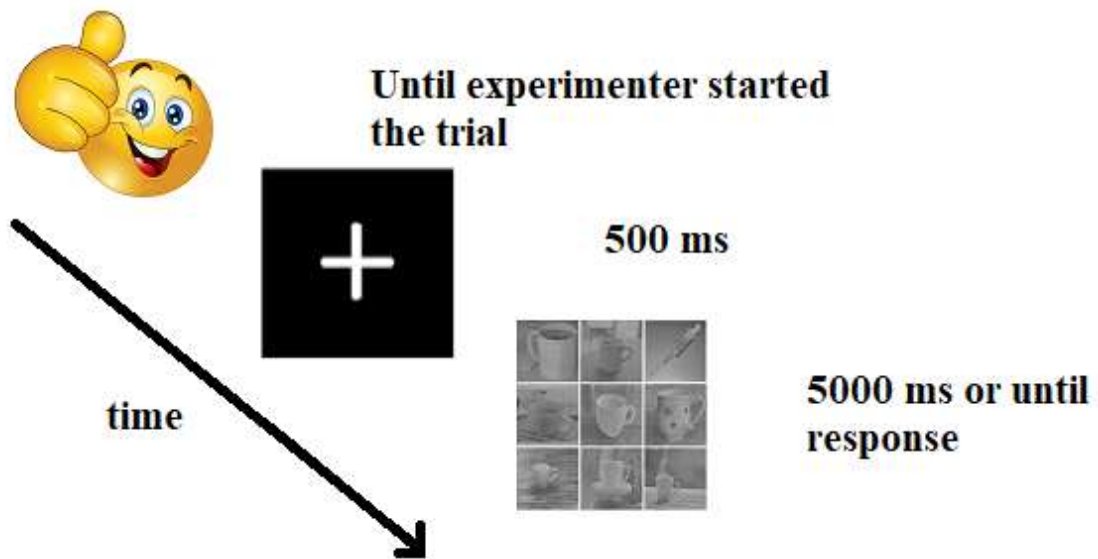 Until experimenter started
the trial
500 ms
5000 ms or until
response
time